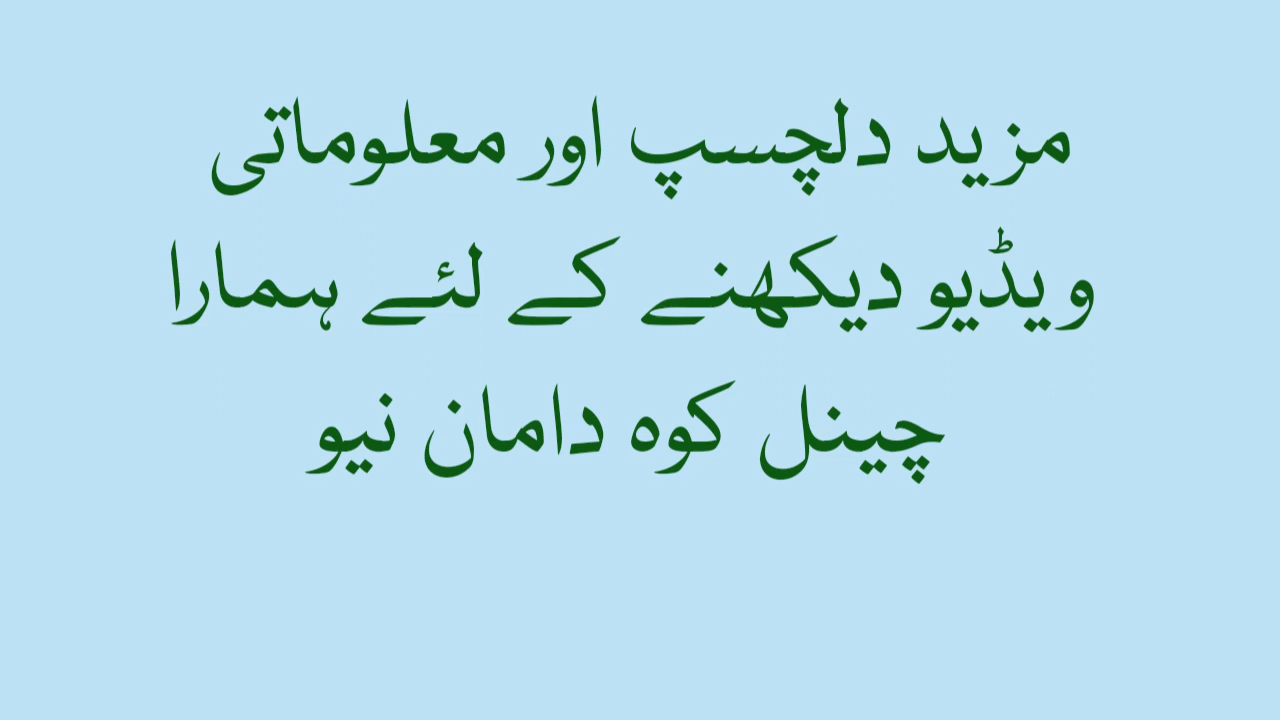 مزید دلچسپ اور معلوماتی
ویڈیو دیکھنے کے لئے ہمارا
چینل کوہ دامان نیو